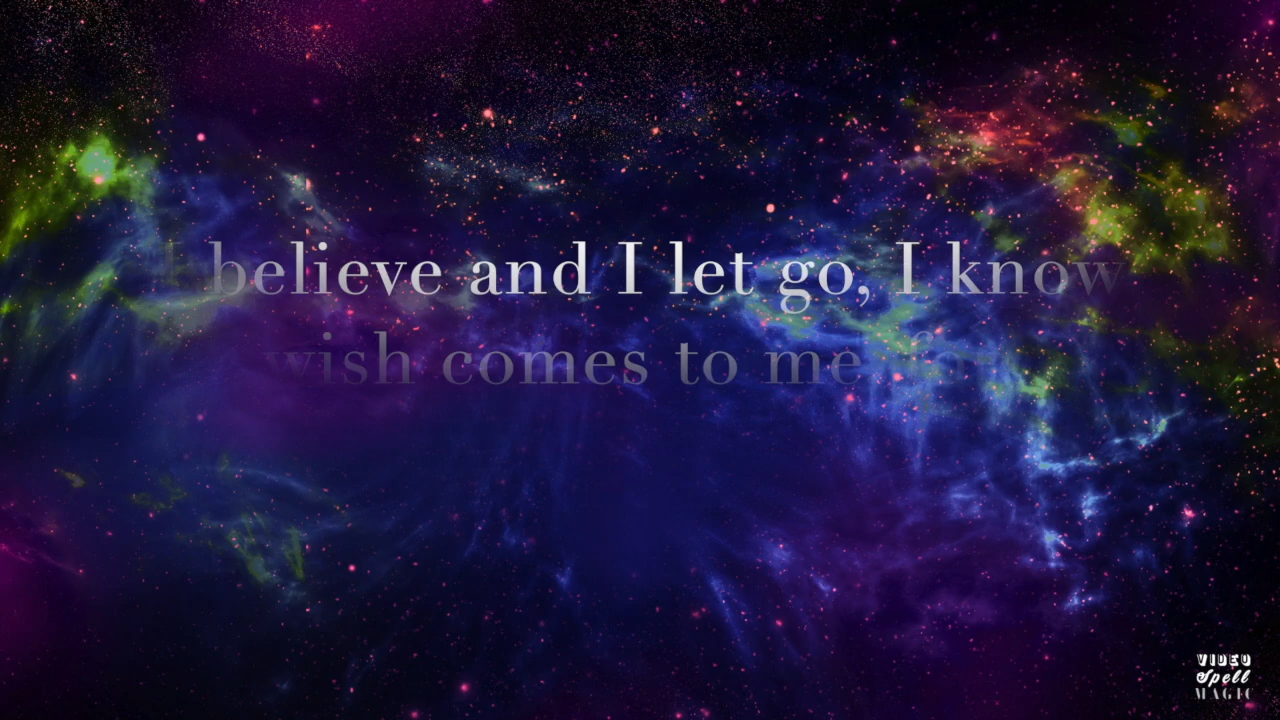 I believe and I let go, I know
wish comes to me
VIDEO
Spell
MAGIC